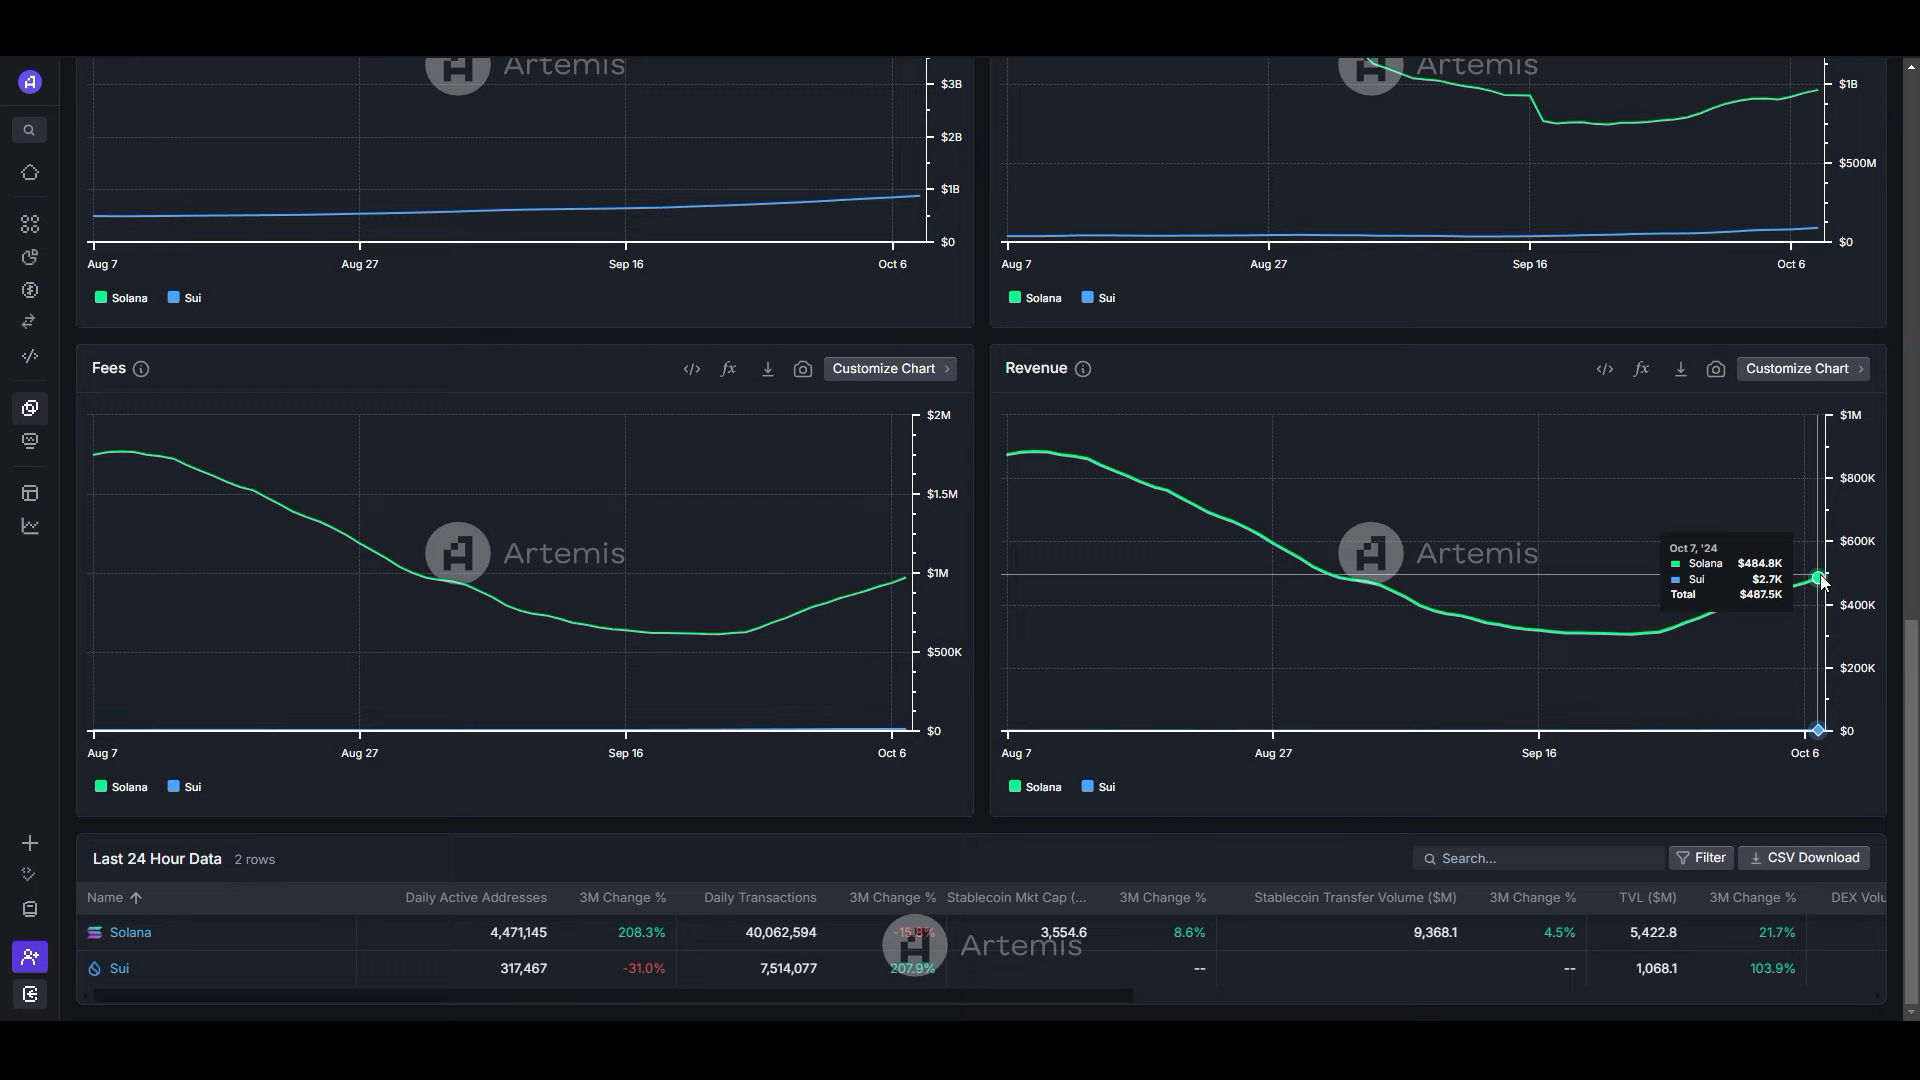 Artemis
$3B
$2B
$1B
$0
Aug 7
Aug 27
Sep 16
Oct 6
Solana
Sui
Artemis
$1B
$500M
$0
Aug 7
Aug 27
Sep 16
Oct 6
Solana
Sui
Fees
</> fx Customize Chart >
$2M
$1.5M
$1M
$500K
$0
Artemis
Aug 7
Aug 27
Sep 16
Oct 6
Solana
Sui
Revenue
</> fx Customize Chart >
$1M
$800K
$600K
$400K
$200K
$0
Artemis
Oct 7, '24
Solana $484.8K
Sui $2.7K
Total $487.5K
Aug 7
Aug 27
Sep 16
Oct 6
Solana
Sui
Last 24 Hour Data 2 rows
Search...
Filter
CSV Download
Name Daily Active Addresses 3M Change % Daily Transactions 3M Change % Stablecoin Mkt Cap (... 3M Change % Stablecoin Transfer Volume ($M) 3M Change % TVL ($M) 3M Change % DEX Volu
Solana 4,471,145 208.3% 40,062,594 -15.8% 3,554.6 8.6% 9,368.1 4.5% 5,422.8 21.7%
Artemis
Sui 317,467 -31.0% 7,514,077 207.9% -- -- 1,068.1 103.9%